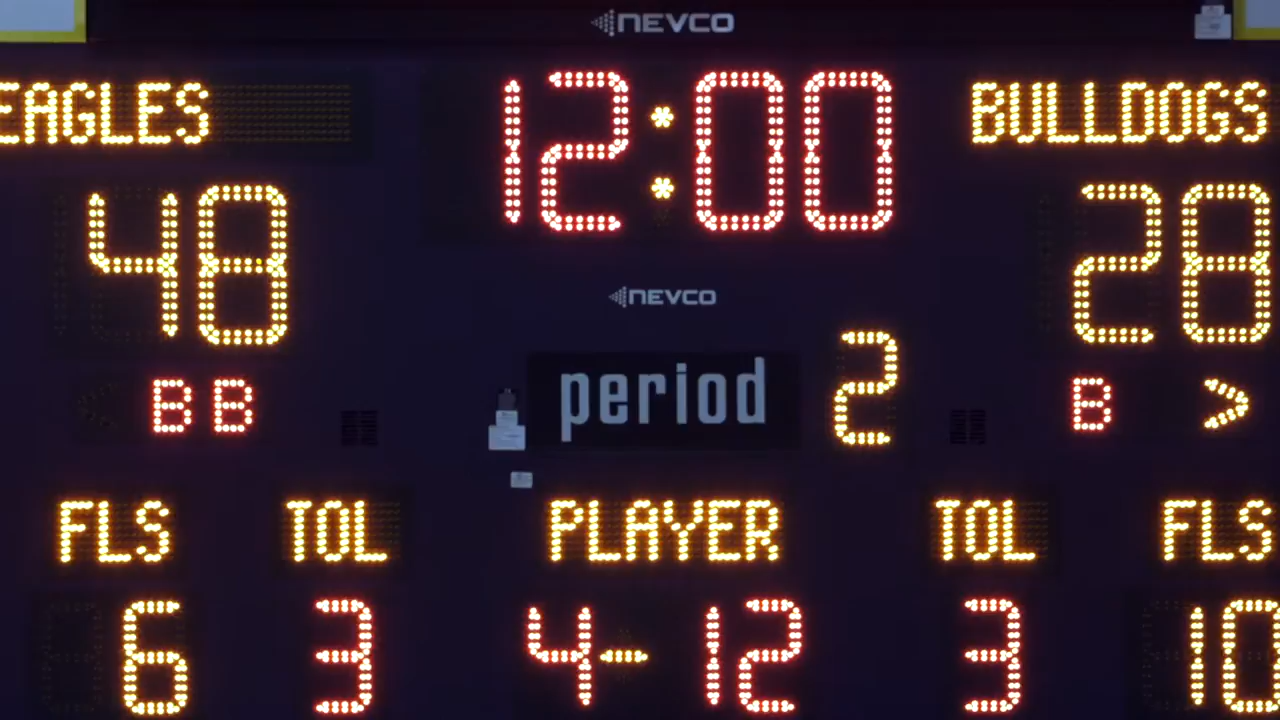 NEVCO
EAGLES 12:00 BULLDOGS
48 28
NEVCO
BB period 2 B >
FLS TOL PLAYER TOL FLS
6 3 4-12 3 10